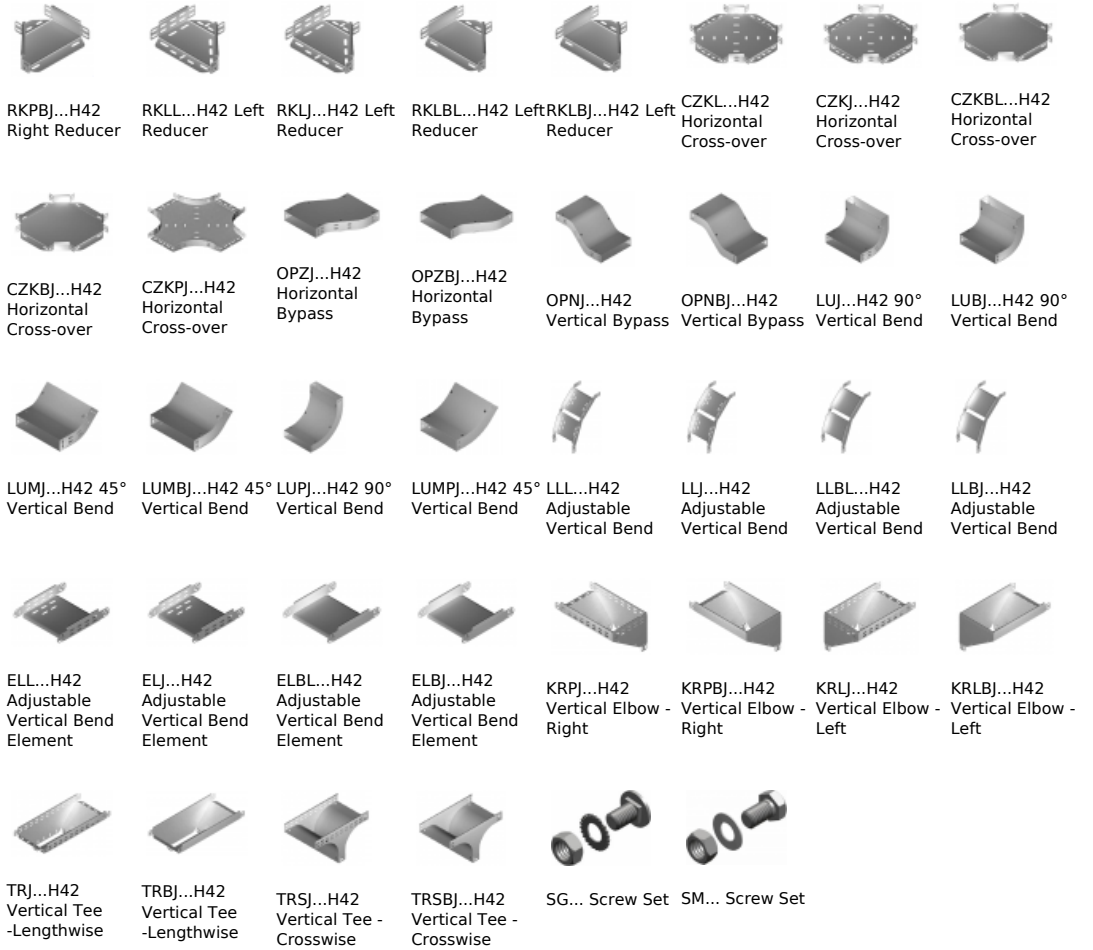 RKPBJ...H42
Right Reducer
RKLL...H42 Left
Reducer
RKLJ...H42 Left
Reducer
RKLBL...H42 Left
Reducer
RKLBJ...H42 Left
Reducer
CZKL...H42
Horizontal
Cross-over
CZKJ...H42
Horizontal
Cross-over
CZKBL...H42
Horizontal
Cross-over
CZKBJ...H42
Horizontal
Cross-over
CZKPJ...H42
Horizontal
Cross-over
OPZJ...H42
Horizontal
Bypass
OPZBJ...H42
Horizontal
Bypass
OPNJ...H42
Vertical Bypass
OPNBJ...H42
Vertical Bypass
LUJ...H42 90°
Vertical Bend
LUBJ...H42 90°
Vertical Bend
LUMJ...H42 45°
Vertical Bend
LUMBJ...H42 45°
Vertical Bend
LUPJ...H42 90°
Vertical Bend
LUMPJ...H42 45°
Vertical Bend
LLL...H42
Adjustable
Vertical Bend
LLJ...H42
Adjustable
Vertical Bend
LLBL...H42
Adjustable
Vertical Bend
LLBJ...H42
Adjustable
Vertical Bend
ELL...H42
Adjustable
Vertical Bend
Element
ELJ...H42
Adjustable
Vertical Bend
Element
ELBL...H42
Adjustable
Vertical Bend
Element
ELBJ...H42
Adjustable
Vertical Bend
Element
KRPJ...H42
Vertical Elbow -
Right
KRPBJ...H42
Vertical Elbow -
Right
KRLJ...H42
Vertical Elbow -
Left
KRLBJ...H42
Vertical Elbow -
Left
TRJ...H42
Vertical Tee
-Lengthwise
TRBJ...H42
Vertical Tee
-Lengthwise
TRSJ...H42
Vertical Tee -
Crosswise
TRSBJ...H42
Vertical Tee -
Crosswise
SG... Screw Set
SM... Screw Set